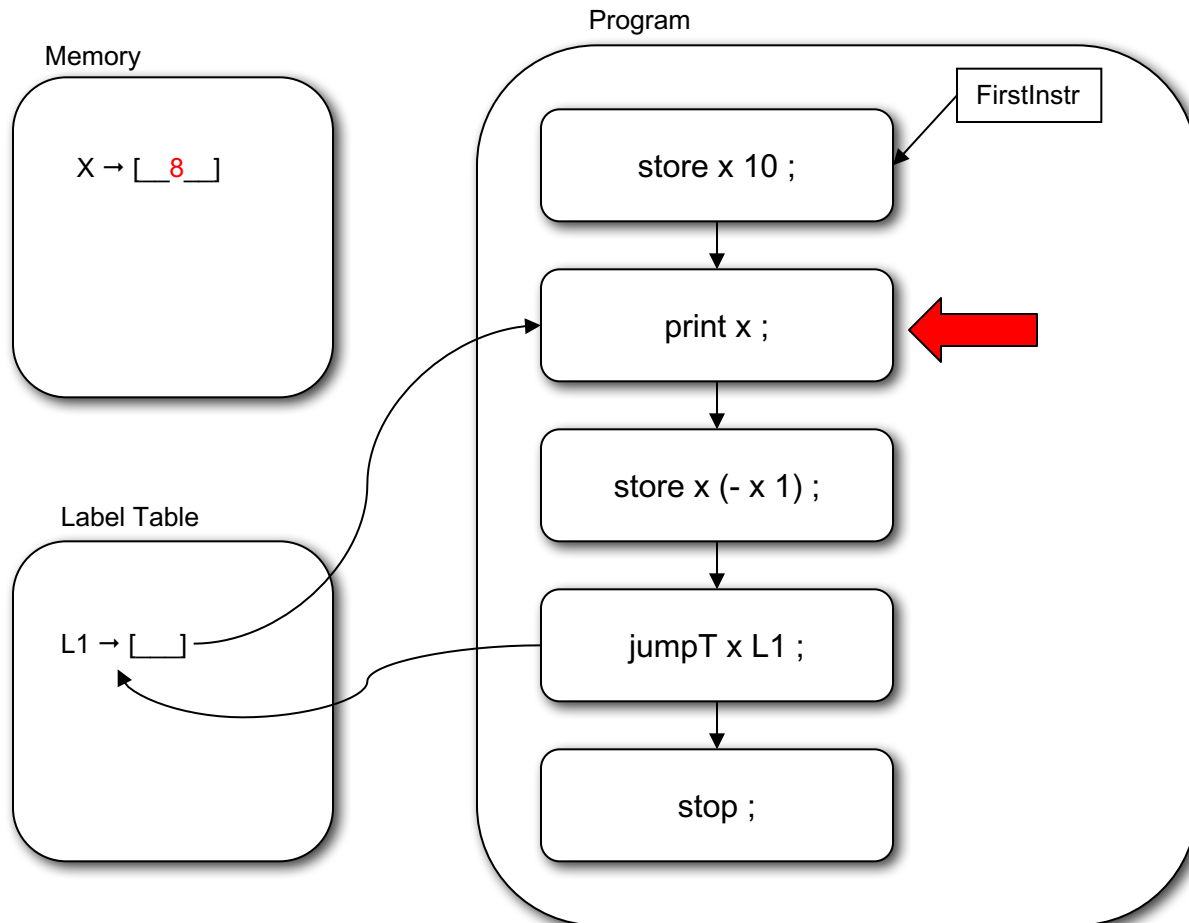 Program
Memory
FirstInstr
X → [__8__]
store x 10 ;
print x ;
store x (- x 1) ;
Label Table
L1 → [___]
jumpT x L1 ;
stop ;